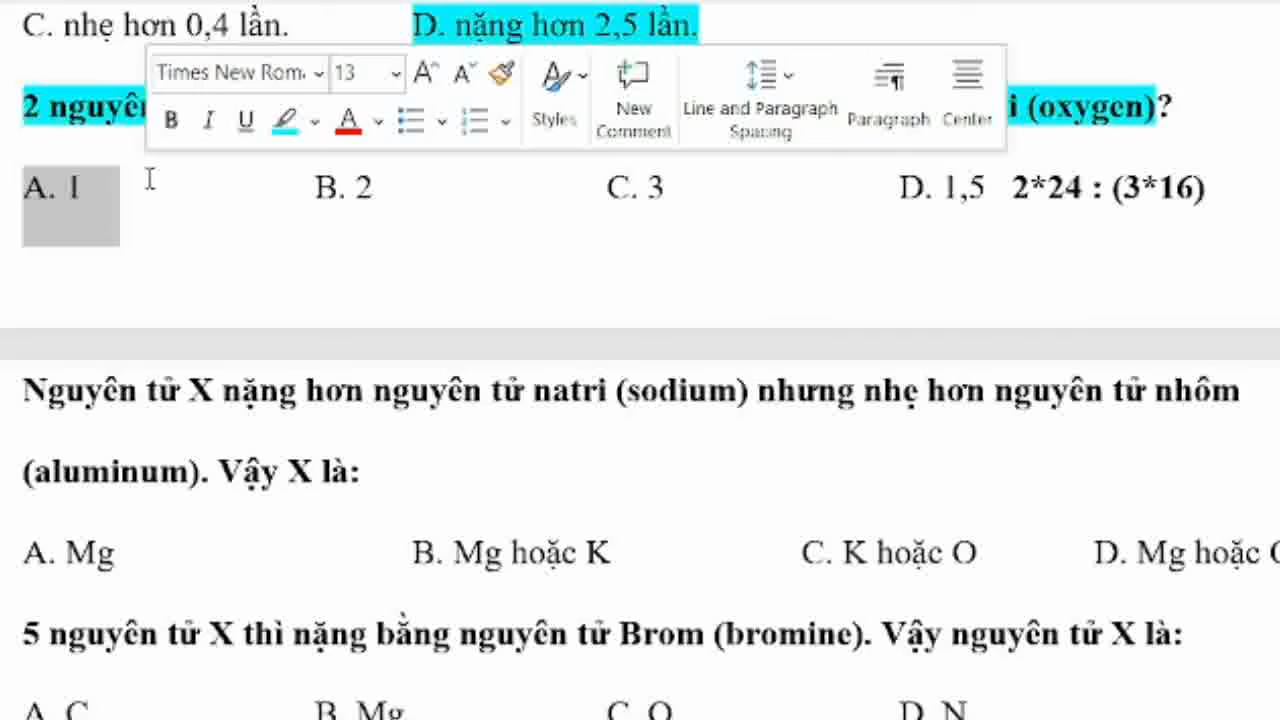 C. nhẹ hơn 0,4 lần. D. nặng hơn 2,5 lần.
Times New Rom 13
2 nguyên i (oxygen)?
B I U Styles New Comment Line and Paragraph Spacing Paragraph Center
A. 1 B. 2 C. 3 D. 1,5 2*24 : (3*16)
Nguyên tử X nặng hơn nguyên tử natri (sodium) nhưng nhẹ hơn nguyên tử nhôm
(aluminum). Vậy X là:
A. Mg B. Mg hoặc K C. K hoặc O D. Mg hoặc
5 nguyên tử X thì nặng bằng nguyên tử Brom (bromine). Vậy nguyên tử X là:
A. C B. Mg C. O D. N